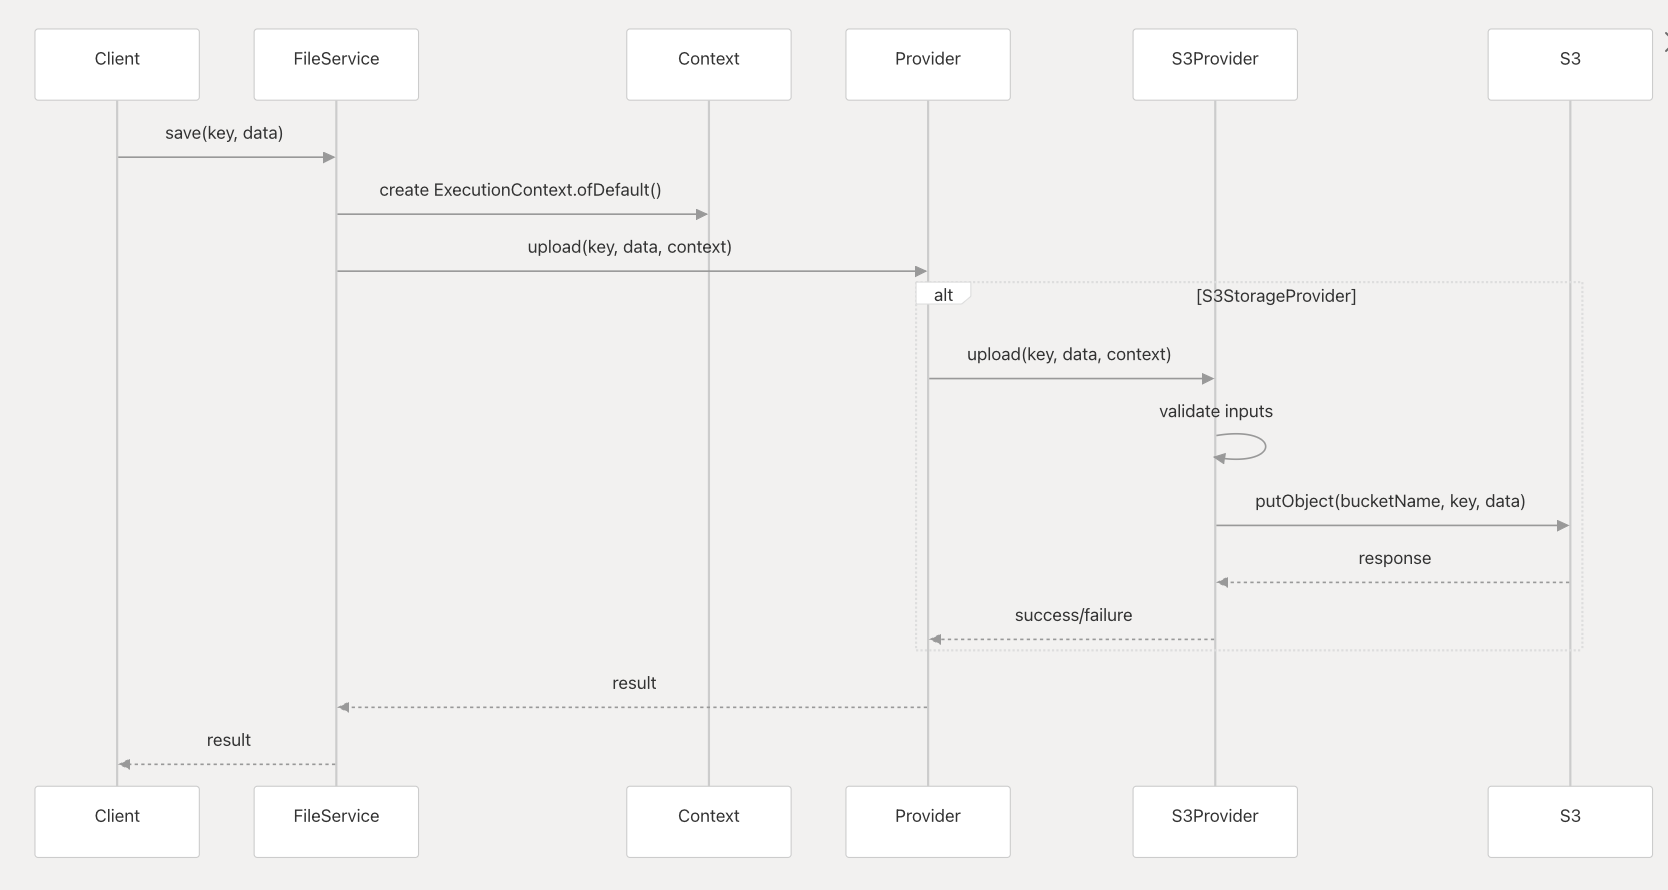 Client
FileService
Context
Provider
S3Provider
S3
save(key, data)
create ExecutionContext.ofDefault()
upload(key, data, context)
alt
[S3StorageProvider]
upload(key, data, context)
validate inputs
putObject(bucketName, key, data)
response
success/failure
result
result
Client
FileService
Context
Provider
S3Provider
S3